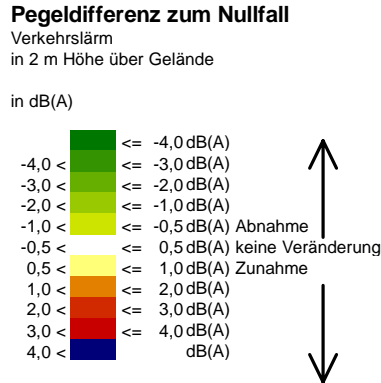 Pegeldifferenz zum Nullfall
Verkehrslärm
in 2 m Höhe über Gelände
in dB(A)
<= -4,0 dB(A)
-4,0 < <= -3,0 dB(A)
-3,0 < <= -2,0 dB(A)
-2,0 < <= -1,0 dB(A)
-1,0 < <= -0,5 dB(A) Abnahme
-0,5 < <= 0,5 dB(A) keine Veränderung
0,5 < <= 1,0 dB(A) Zunahme
1,0 < <= 2,0 dB(A)
2,0 < <= 3,0 dB(A)
3,0 < <= 4,0 dB(A)
4,0 < dB(A)